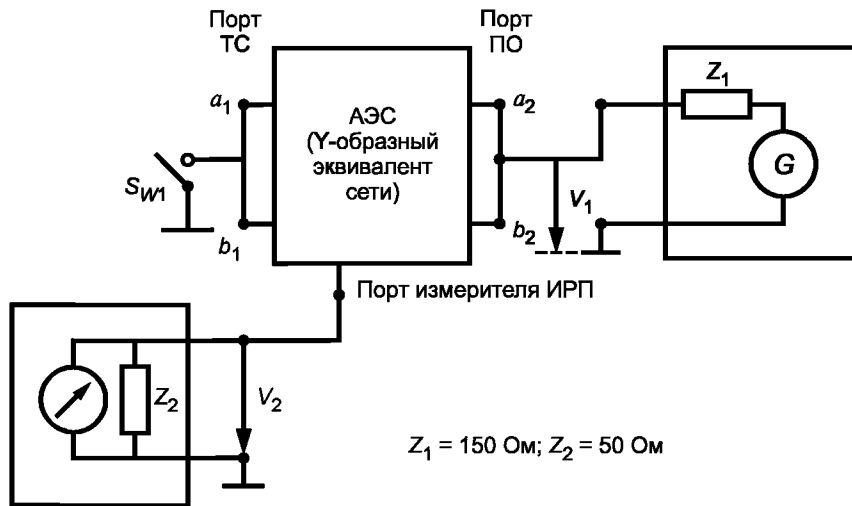 Порт
ТС
Порт
ПО
a1
b1
SW1
АЭС
(Y-образный
эквивалент
сети)
a2
b2
V1
Z1
G
Порт измерителя ИРП
Z2
V2
Z1 = 150 Ом; Z2 = 50 Ом